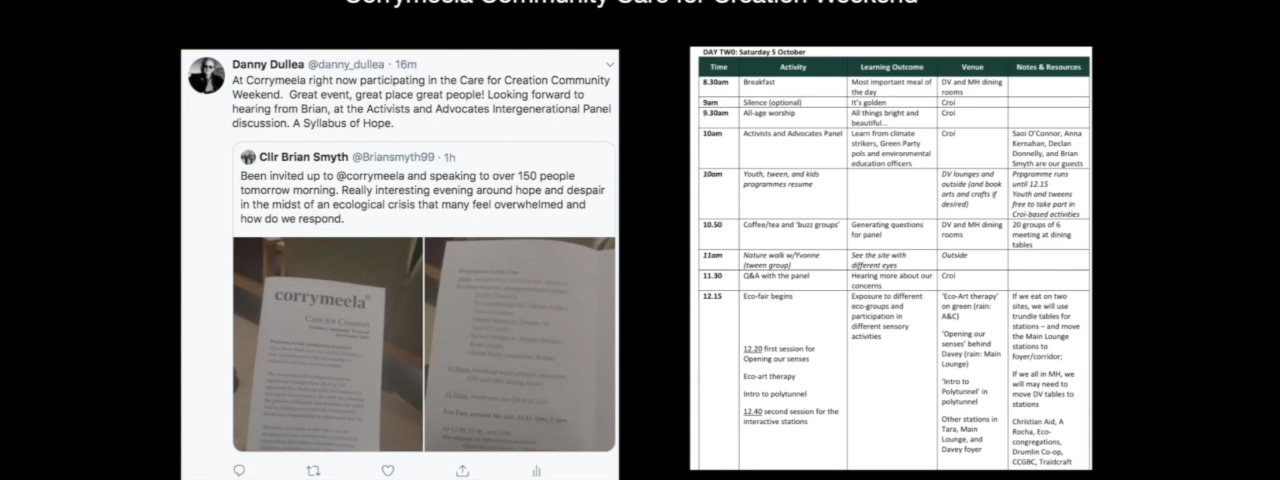 Corrymeela Community Care for Creation Weekend
Danny Dullea @danny_dullea · 16m
At Corrymeela right now participating in the Care for Creation Community
Weekend. Great event, great place great people! Looking forward to
hearing from Brian, at the Activists and Advocates Intergenerational Panel
discussion. A Syllabus of Hope.
Cllr Brian Smyth @Briansmyth99 · 1h
Been invited up to @corrymeela and speaking to over 150 people
tomorrow morning. Really interesting evening around hope and despair
in the midst of an ecological crisis that many feel overwhelmed and
how do we respond.
corrymeela
Care for Creation
DAY TWO: Saturday 5 October
Time Activity Learning Outcome Venue Notes & Resources
8.30am Breakfast Most important meal of DV and MH dining
the day rooms
9am Silence (optional) It's golden Croí
9.30am All-age worship All things bright and Croí
beautiful...
10am Activists and Advocates Panel Learn from climate Croí Saoi O'Connor, Anna
strikers, Green Party Kernahan, Declan
pols and environmental Donnelly, and Brian
education officers Smyth are our guests
10am Youth, tween, and kids DV lounges and Prpgramme runs
programmes resume outside (and book until 12.15
arts and crafts if Youth and tweens
desired) free to take part in
Croi-based activities
10.50 Coffee/tea and 'buzz groups' Generating questions DV and MH dining 20 groups of 6
for panel rooms meeting at dining
tables
11am Nature walk w/Yvonne See the site with Outside
(tween group) different eyes
11.30 Q&A with the panel Hearing more about our Croí
concerns
12.15 Eco-fair begins Exposure to different 'Eco-Art therapy' If we eat on two
eco-groups and on green (rain: sites, we will use
participation in A&C) trundle tables for
different sensory stations – and move
activities 'Opening our the Main Lounge
senses' behind stations to
12.20 first session for Davey (rain: Main foyer/corridor;
Opening our senses Lounge)
If we all in MH, we
Eco-art therapy 'Intro to will may need to
Polytunnel' in move DV tables to
Intro to polytunnel polytunnel stations
12.40 second session for the Other stations in Christian Aid, A
interactive stations Tara, Main Rocha, Eco-
Lounge, and congregations,
Davey foyer Drumlin Co-op,
CCGBC, Traidcraft